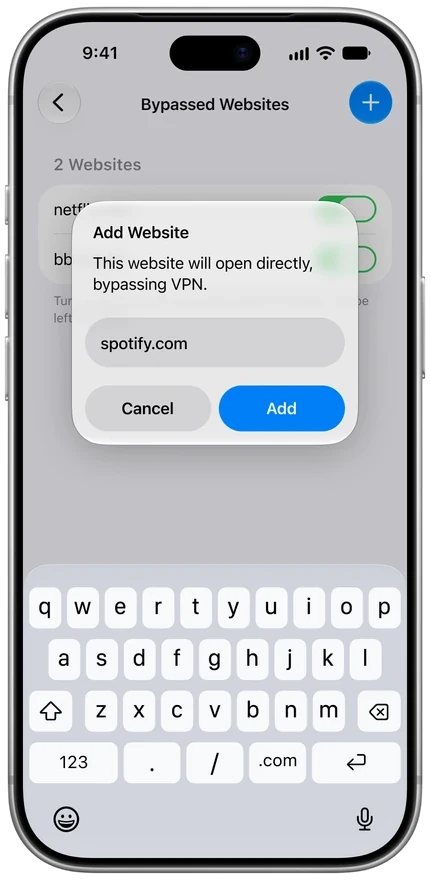 9:41
Bypassed Websites
2 Websites
Add Website
This website will open directly,
bypassing VPN.
spotify.com
Cancel
Add
q w e r t y u i o p
a s d f g h j k l
z x c v b n m
123 . / .com